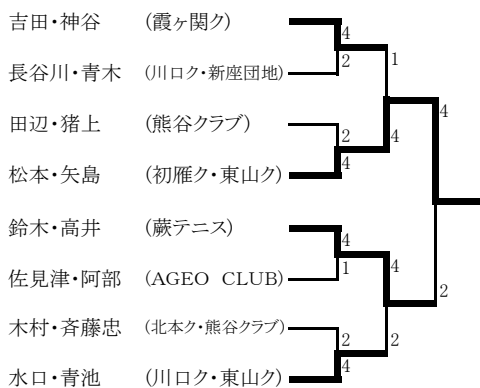 吉田・神谷 (霞ヶ関ク)
4
2
長谷川・青木 (川口ク・新座団地)
1
4
田辺・猪上 (熊谷クラブ)
2
4
4
松本・矢島 (初雁ク・東山ク)
鈴木・高井 (蕨テニス)
4
1
4
佐見津・阿部 (AGEO CLUB)
2
木村・斉藤忠 (北本ク・熊谷クラブ)
2
2
4
水口・青池 (川口ク・東山ク)